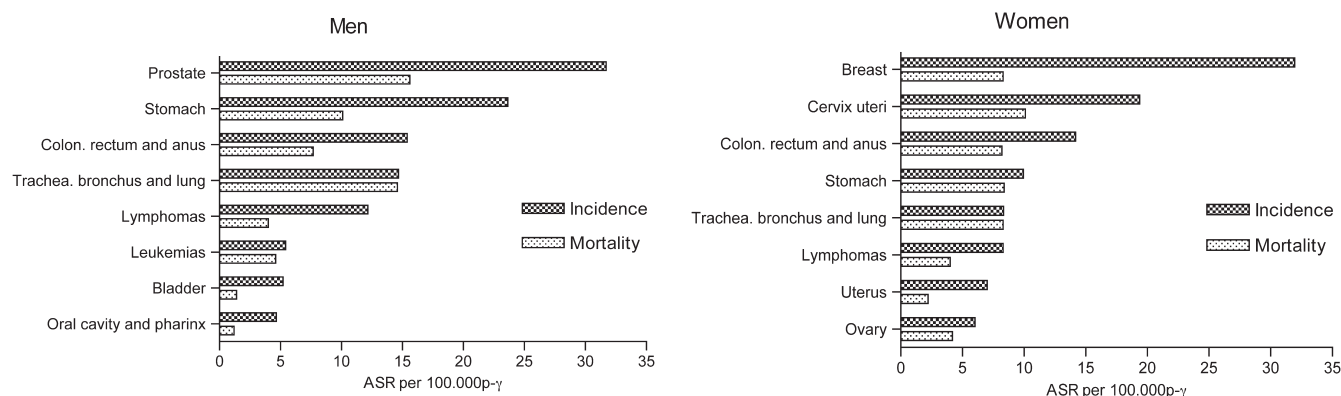 Men
Prostate
Stomach
Colon. rectum and anus
Trachea. bronchus and lung
Lymphomas
Leukemias
Bladder
Oral cavity and pharinx
Incidence
Mortality
0 5 10 15 20 25 30 35
ASR per 100.000p-γ
Women
Breast
Cervix uteri
Colon. rectum and anus
Stomach
Trachea. bronchus and lung
Lymphomas
Uterus
Ovary
Incidence
Mortality
0 5 10 15 20 25 30 35
ASR per 100.000p-γ